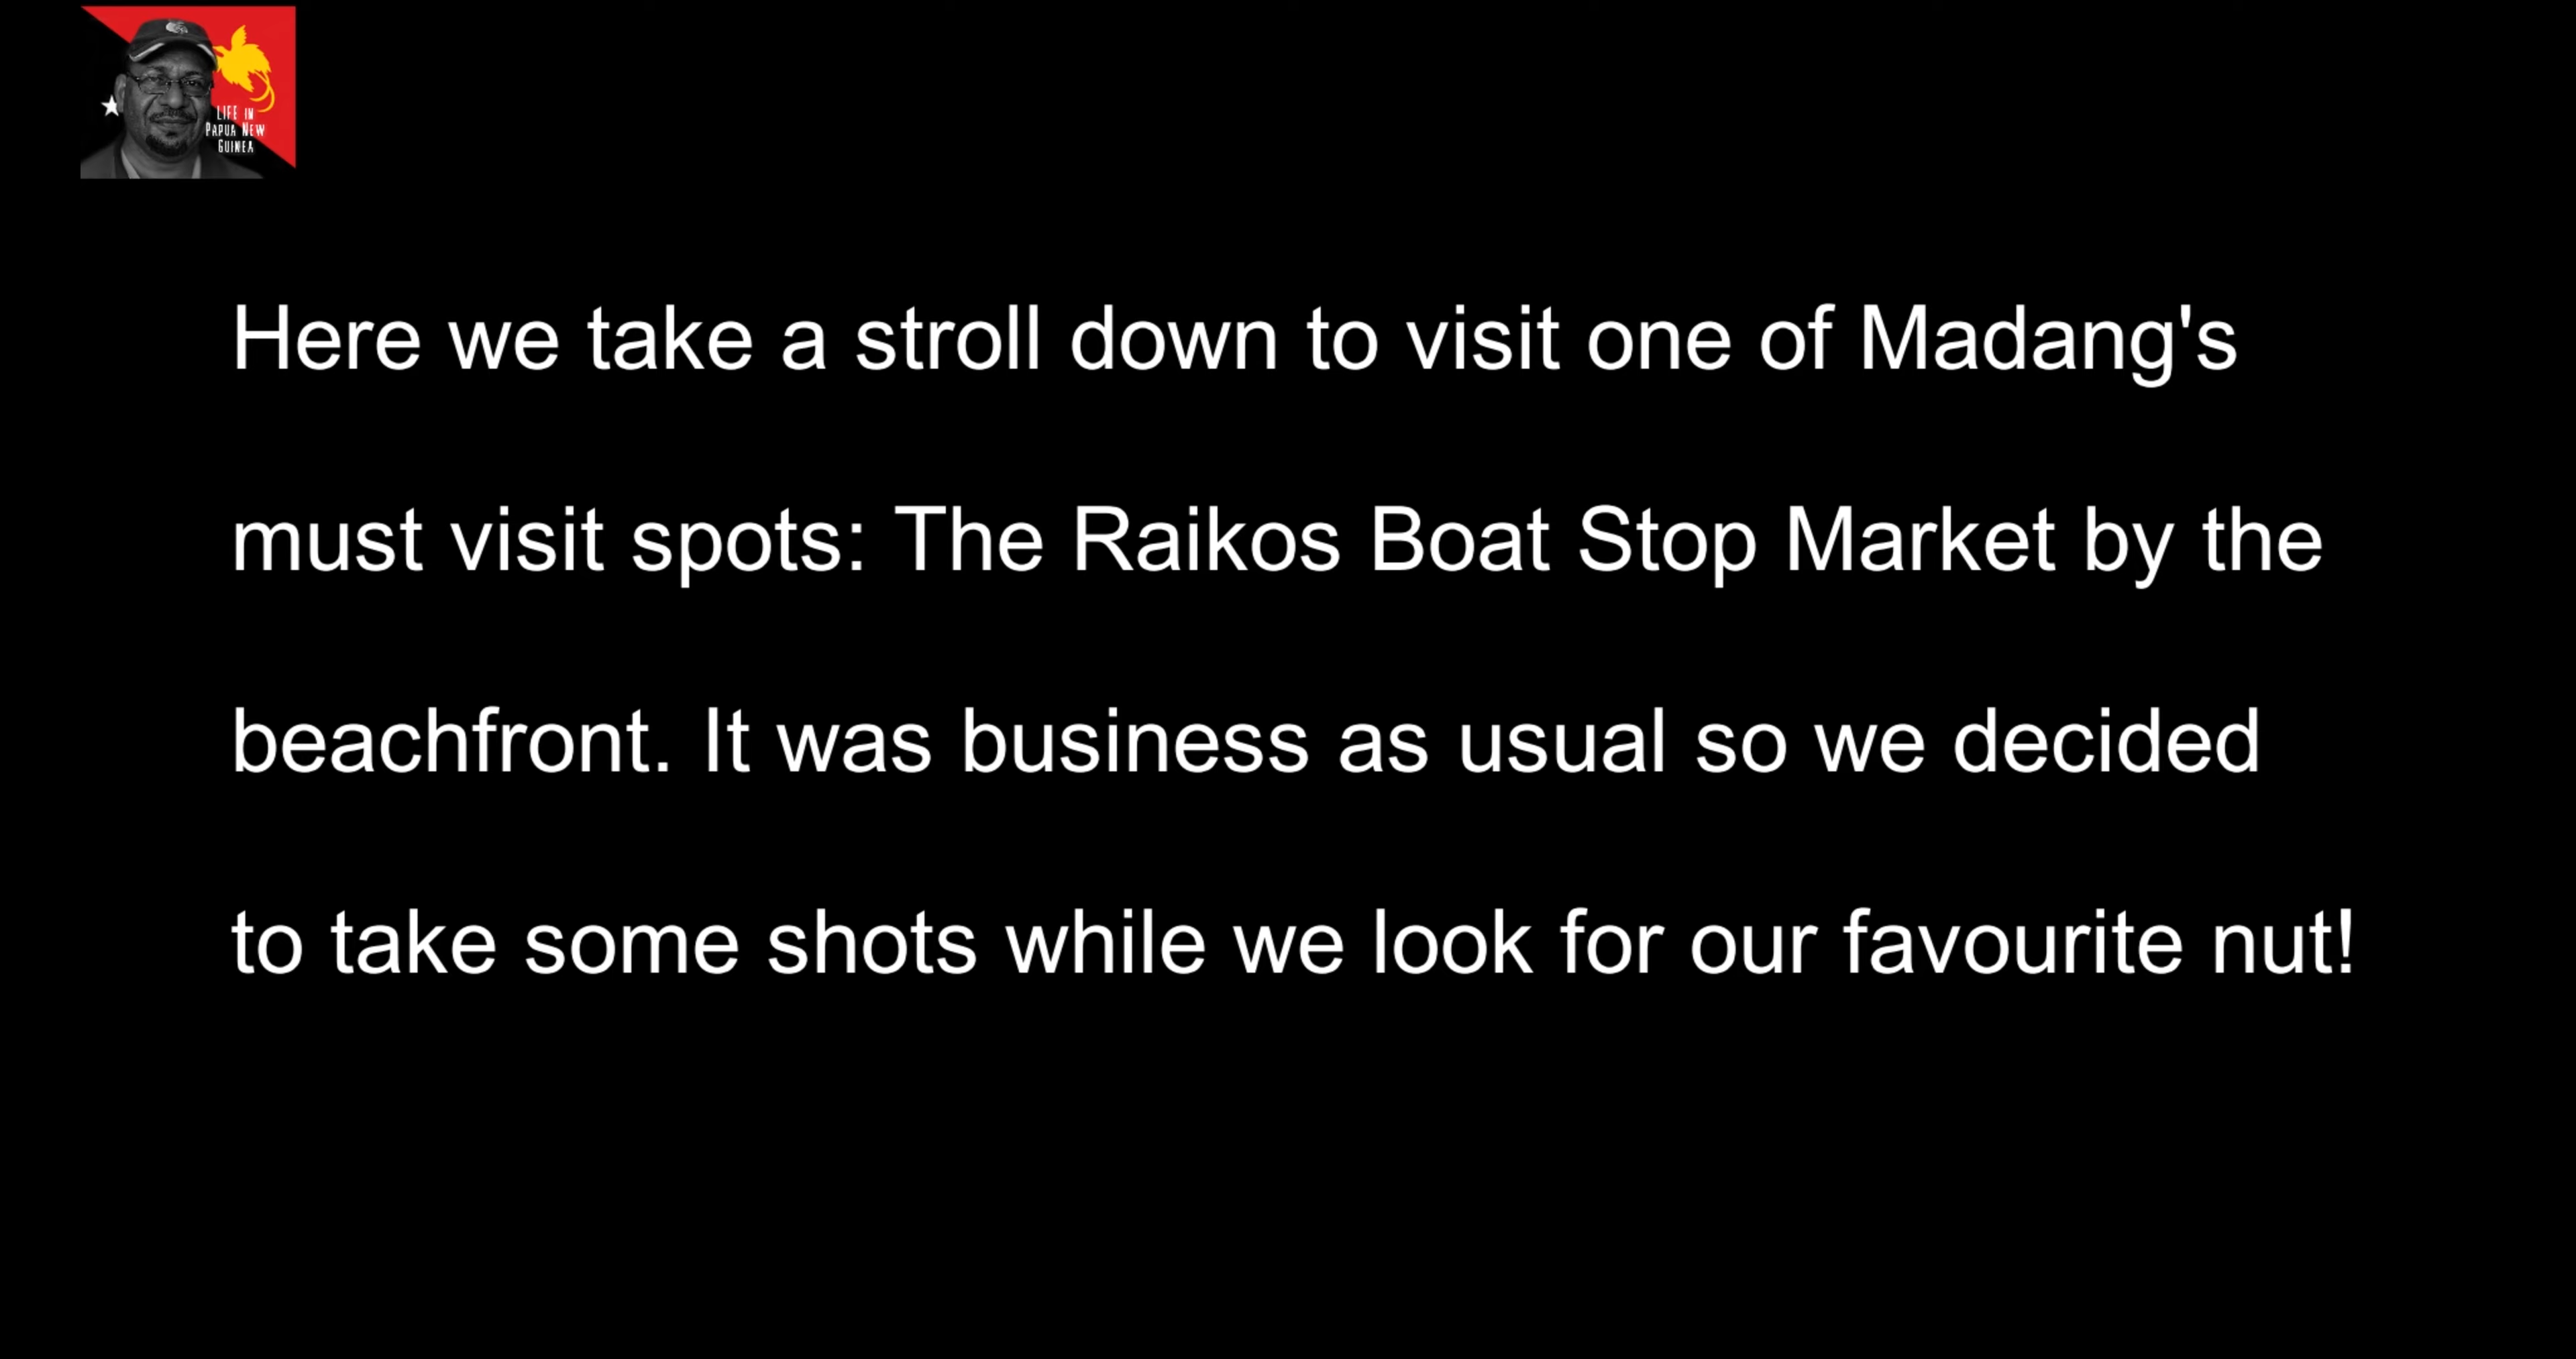 LIFE IN
PAPUA NEW
GUINEA
Here we take a stroll down to visit one of Madang's
must visit spots: The Raikos Boat Stop Market by the
beachfront. It was business as usual so we decided
to take some shots while we look for our favourite nut!